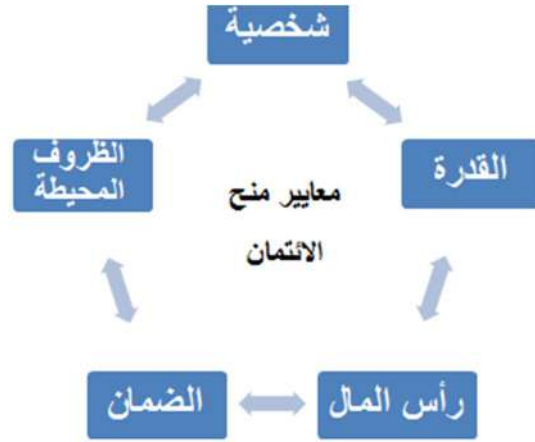 شخصية
القدرة
الظروف
المحيطة
معايير منح
الائتمان
رأس المال
الضمان